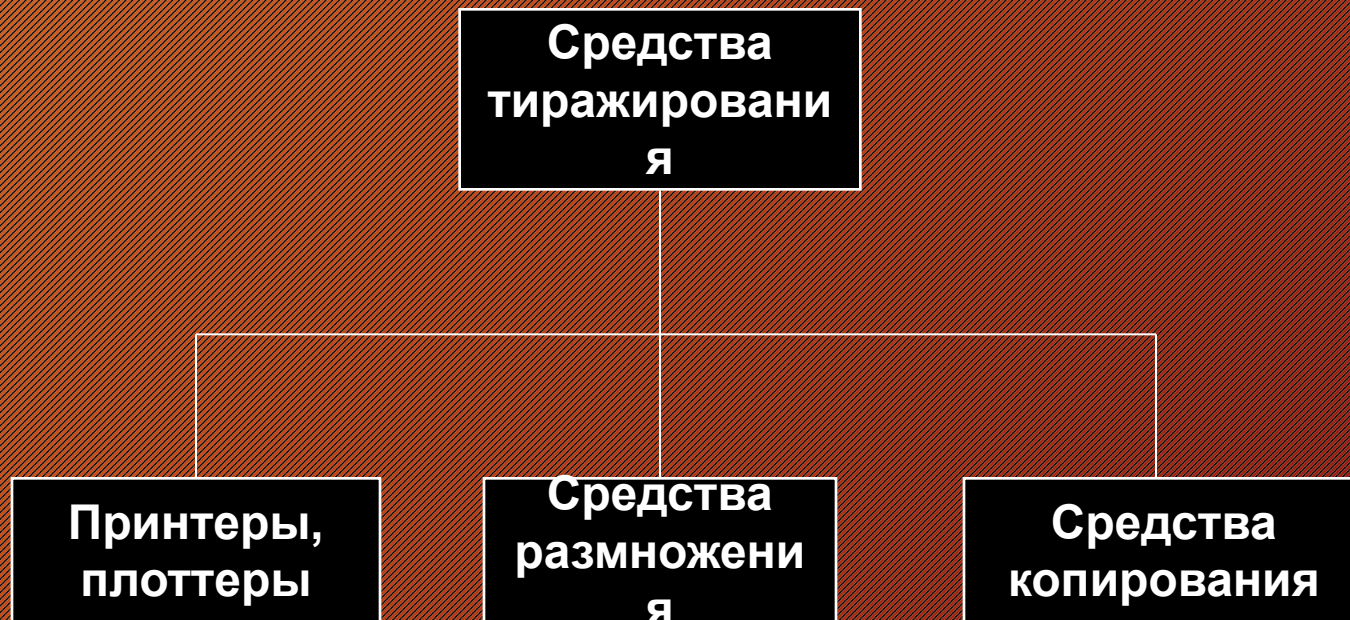 Средства
тиражировани
я
Принтеры,
плоттеры
Средства
размножени
я
Средства
копирования